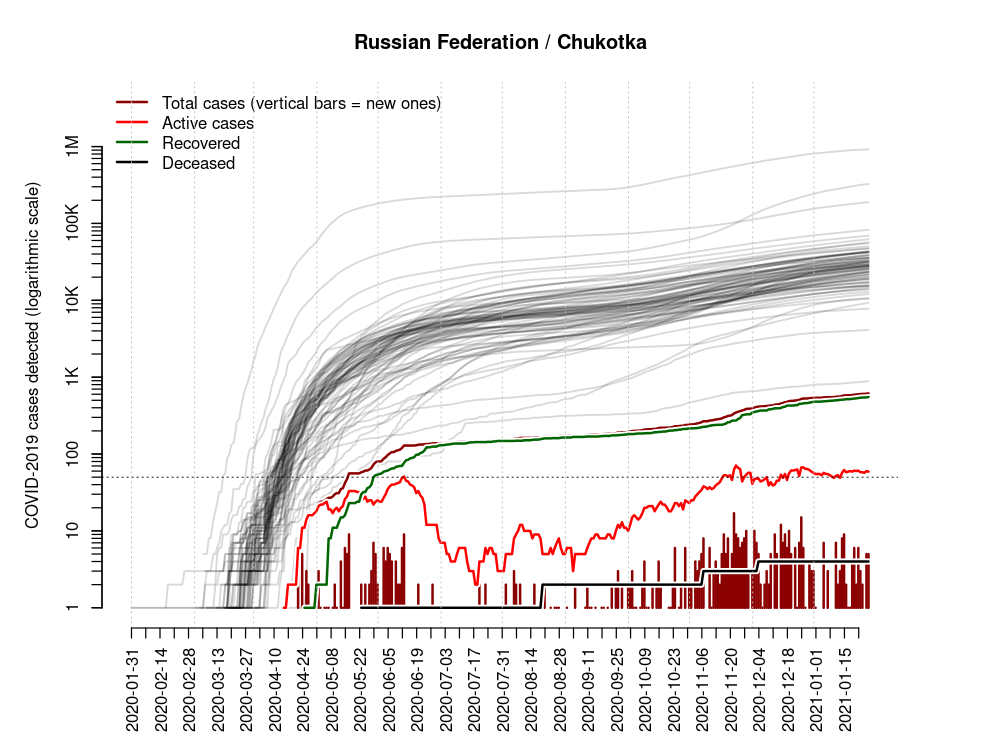 Russian Federation / Chukotka
Total cases (vertical bars = new ones)
Active cases
Recovered
Deceased
COVID-2019 cases detected (logarithmic scale)
1M
100K
10K
1K
100
10
1
2020-01-31
2020-02-14
2020-02-28
2020-03-13
2020-03-27
2020-04-10
2020-04-24
2020-05-08
2020-05-22
2020-06-05
2020-06-19
2020-07-03
2020-07-17
2020-07-31
2020-08-14
2020-08-28
2020-09-11
2020-09-25
2020-10-09
2020-10-23
2020-11-06
2020-11-20
2020-12-04
2020-12-18
2021-01-01
2021-01-15